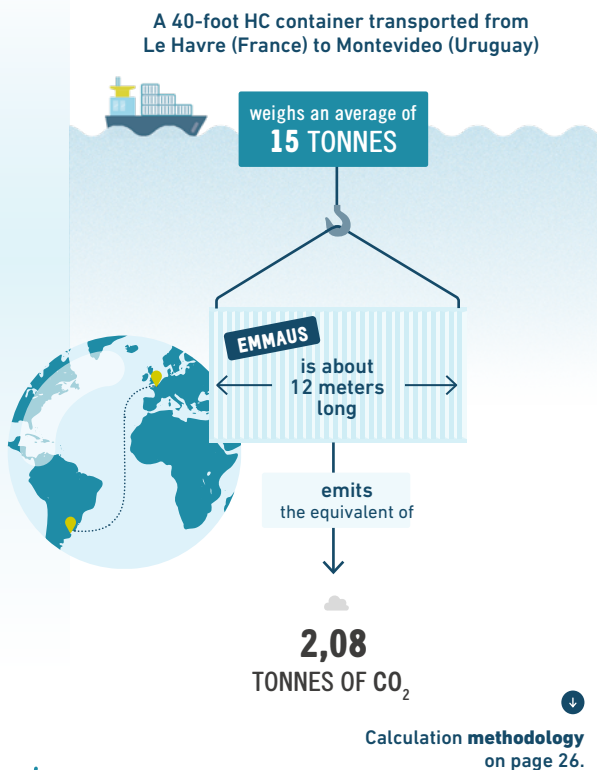 A 40-foot HC container transported from
Le Havre (France) to Montevideo (Uruguay)
weighs an average of
15 TONNES
EMMAUS
is about
12 meters
long
emits
the equivalent of
2,08
TONNES OF CO₂
Calculation methodology
on page 26.